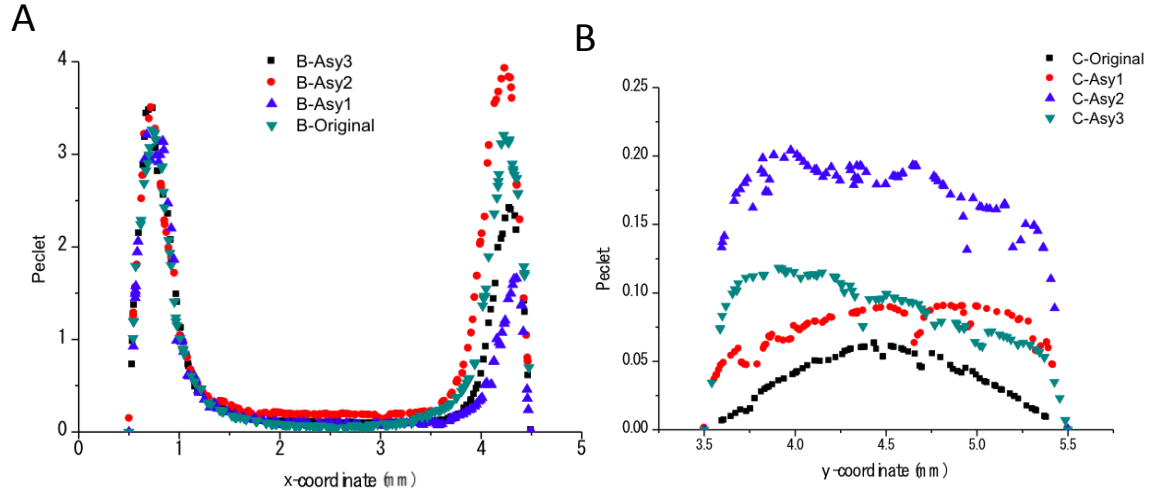 A
B-Asy3
B-Asy2
B-Asy1
B-Original
4
3
2
1
0
Peclet
0 1 2 3 4 5
x-coordinate (mm)
B
C-Original
C-Asy1
C-Asy2
C-Asy3
0.25
0.20
0.15
0.10
0.05
0.00
Peclet
3.5 4.0 4.5 5.0 5.5
y-coordinate (mm)